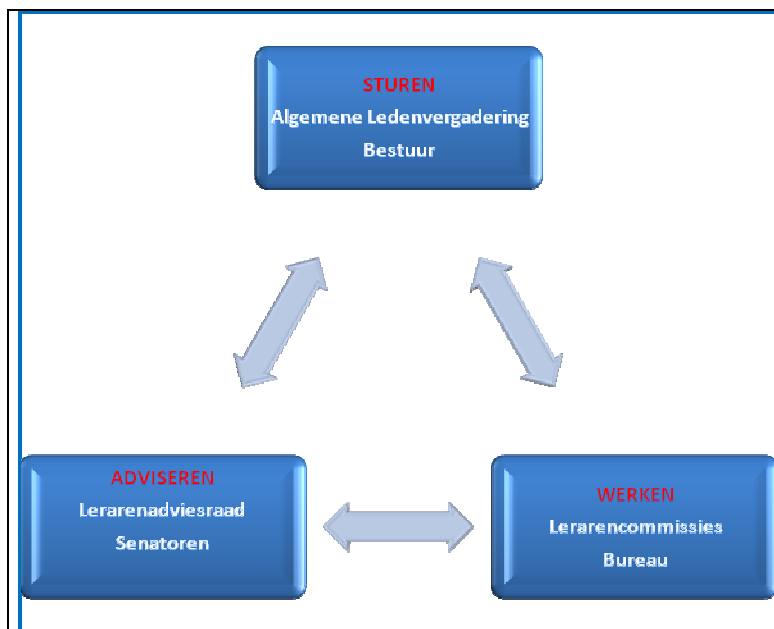 STUREN
Algemene Ledenvergadering
Bestuur
ADVISEREN
Lerarenadviesraad
Senatoren
WERKEN
Lerarencommissies
Bureau